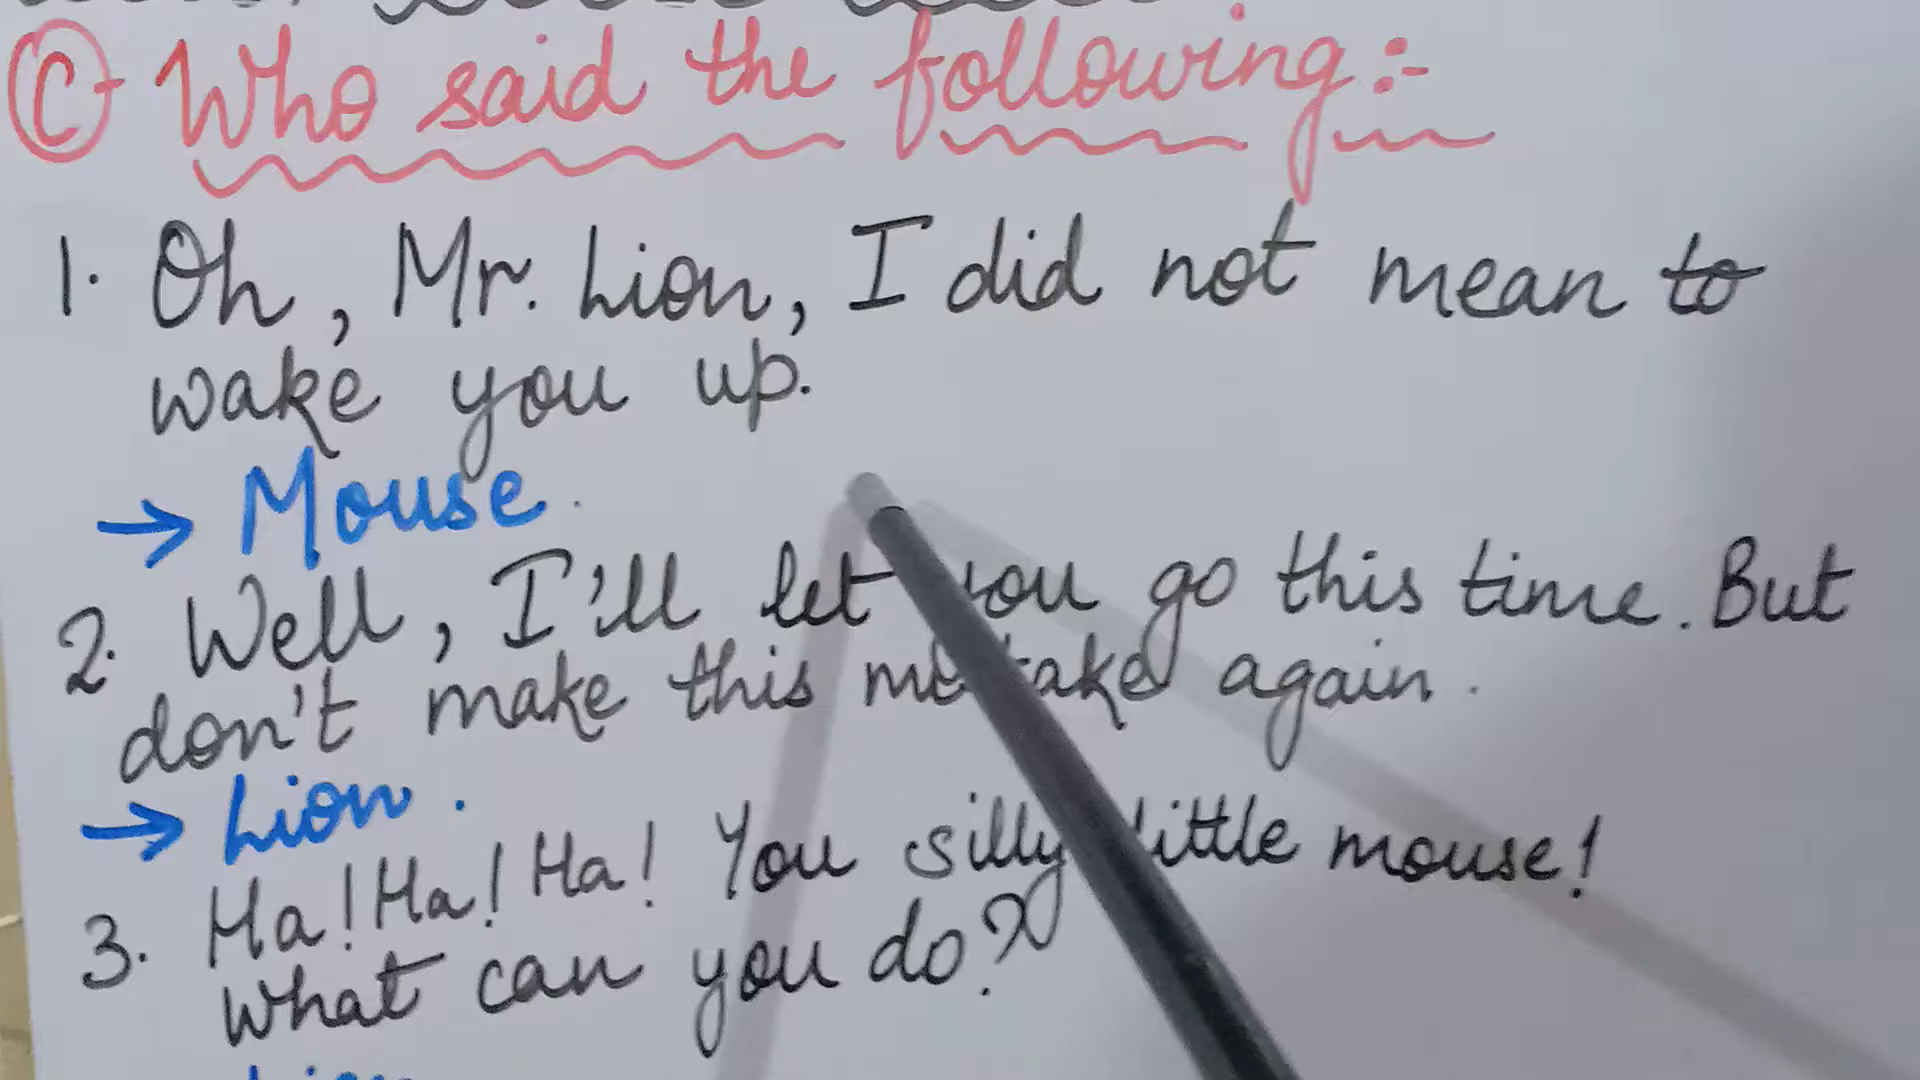 C- Who said the following:-
1. Oh, Mr. Lion, I did not mean to
wake you up.
→ Mouse.
2. Well, I'll let you go this time. But
don't make this mistake again.
→ Lion.
3. Ha! Ha! Ha! You silly little mouse!
What can you do?